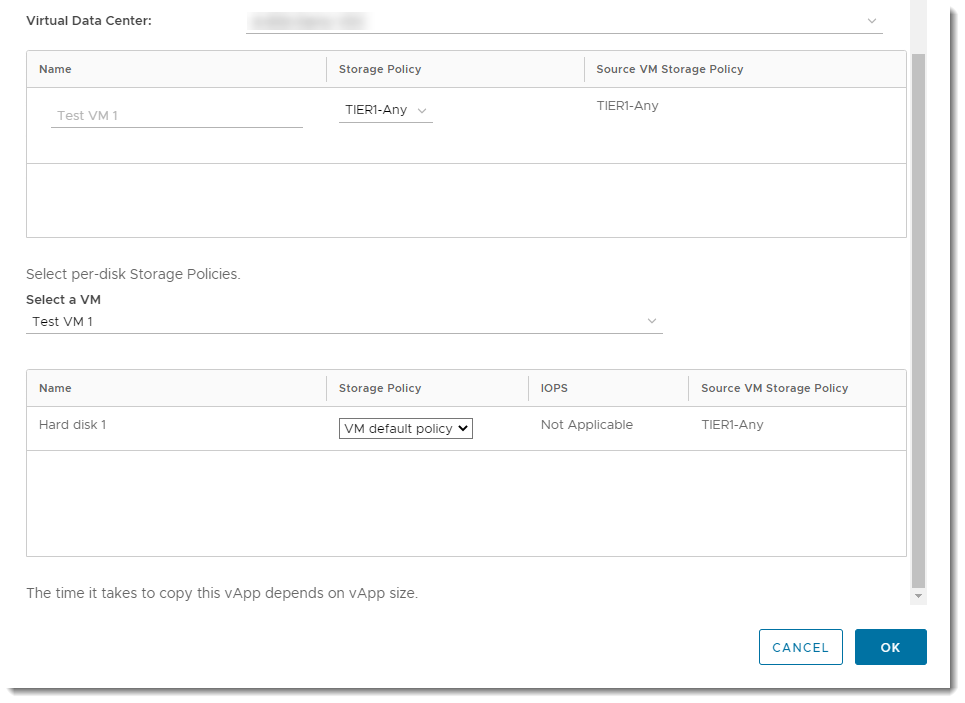 Virtual Data Center:
Name Storage Policy Source VM Storage Policy
Test VM 1 TIER1-Any TIER1-Any
Select per-disk Storage Policies.
Select a VM
Test VM 1
Name Storage Policy IOPS Source VM Storage Policy
Hard disk 1 VM default policy Not Applicable TIER1-Any
The time it takes to copy this vApp depends on vApp size.
CANCEL OK